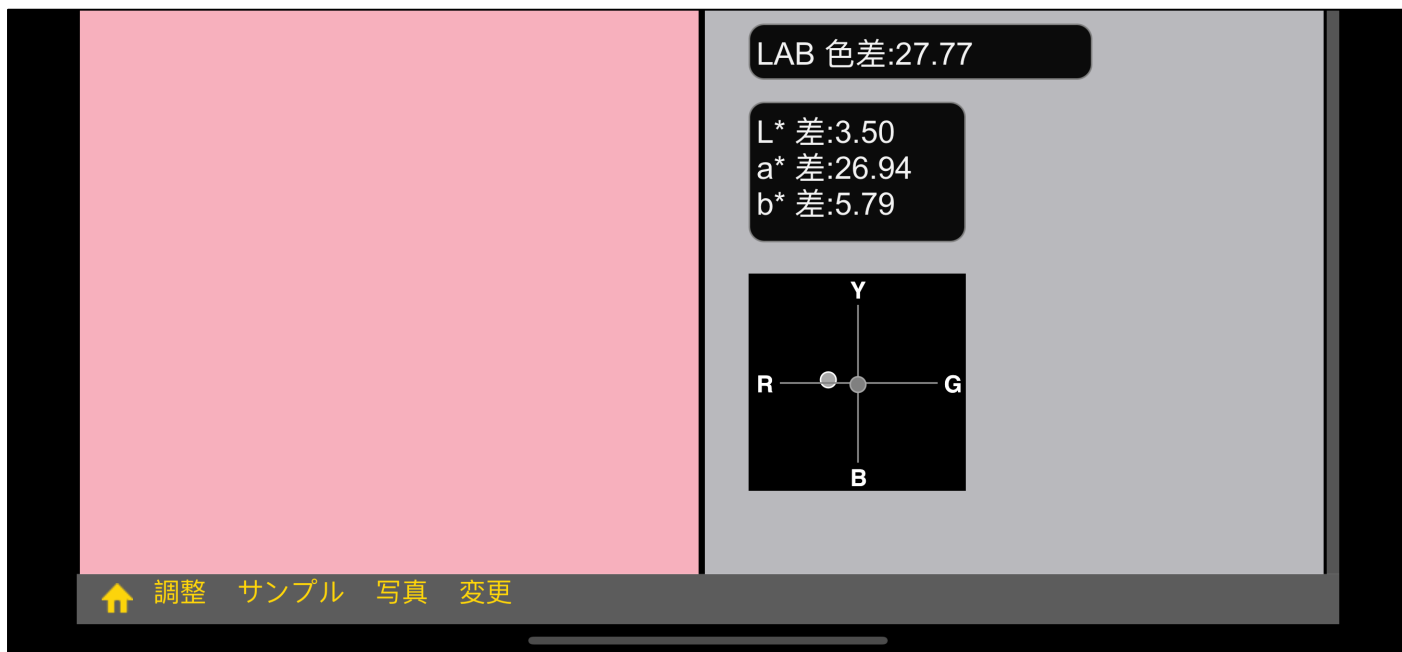 LAB 色差:27.77
L* 差:3.50
a* 差:26.94
b* 差:5.79
Y
R G
B
調整 サンプル 写真 変更